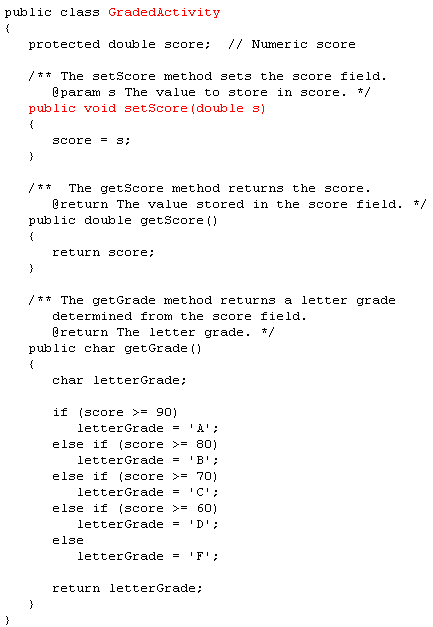 public class GradedActivity
{
   protected double score;  // Numeric score

   /** The setScore method sets the score field.
      @param s The value to store in score. */
   public void setScore(double s)
   {
      score = s;
   }

   /**  The getScore method returns the score.
      @return The value stored in the score field. */
   public double getScore()
   {
      return score;
   }

   /** The getGrade method returns a letter grade
      determined from the score field.
      @return The letter grade. */
   public char getGrade()
   {
      char letterGrade;

      if (score >= 90)
         letterGrade = 'A';
      else if (score >= 80)
         letterGrade = 'B';
      else if (score >= 70)
         letterGrade = 'C';
      else if (score >= 60)
         letterGrade = 'D';
      else
         letterGrade = 'F';

      return letterGrade;
   }
}